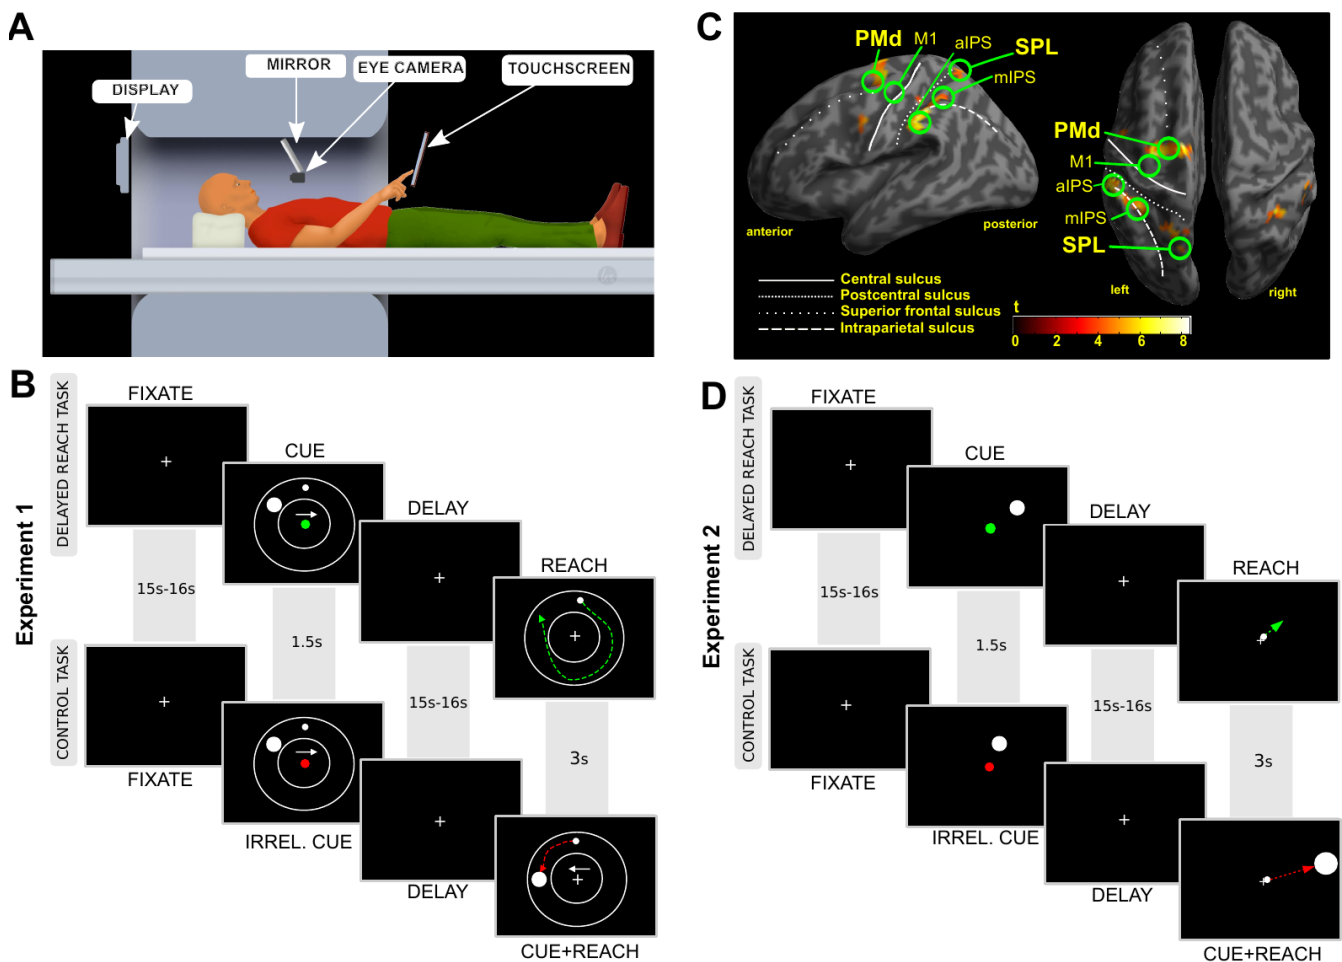 A
DISPLAY
MIRROR
EYE CAMERA
TOUCHSCREEN
C
PMd
M1
aIPS
SPL
mIPS
anterior
posterior
PMd
M1
aIPS
mIPS
SPL
left
right
Central sulcus
Postcentral sulcus
Superior frontal sulcus
Intraparietal sulcus
t
0 2 4 6 8
B
Experiment 1
DELAYED REACH TASK
CONTROL TASK
FIXATE
CUE
DELAY
REACH
15s-16s
1.5s
15s-16s
3s
FIXATE
IRREL. CUE
DELAY
CUE+REACH
D
Experiment 2
DELAYED REACH TASK
CONTROL TASK
FIXATE
CUE
DELAY
REACH
15s-16s
1.5s
15s-16s
3s
FIXATE
IRREL. CUE
DELAY
CUE+REACH